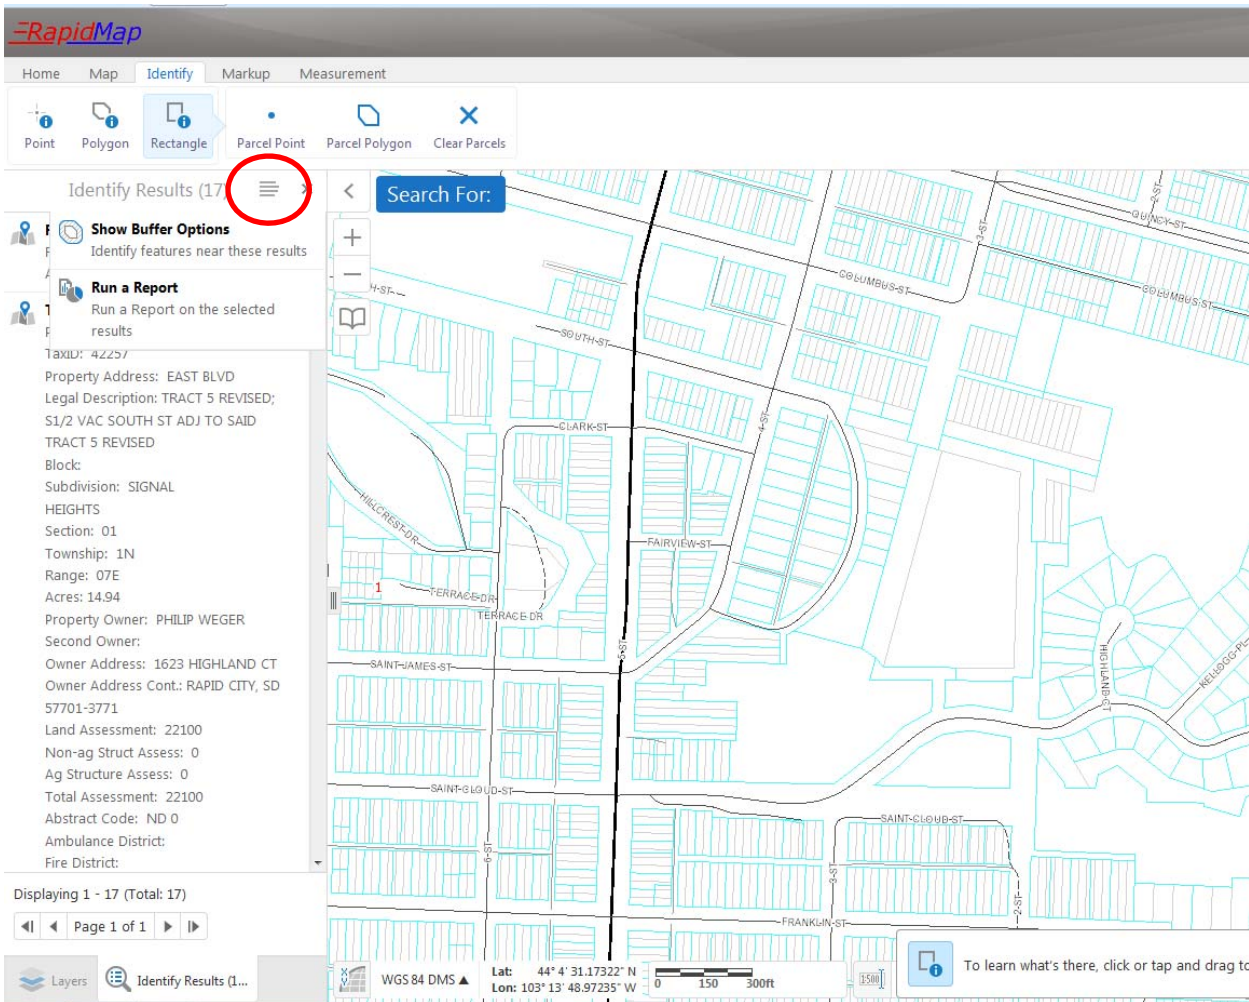 RapidMap
Home Map Identify Markup Measurement
Point Polygon Rectangle Parcel Point Parcel Polygon Clear Parcels
Identify Results (17
Search For:
Show Buffer Options
Identify features near these results
Run a Report
Run a Report on the selected
results
TaxID: 42257
Property Address: EAST BLVD
Legal Description: TRACT 5 REVISED;
S1/2 VAC SOUTH ST ADJ TO SAID
TRACT 5 REVISED
Block:
Subdivision: SIGNAL
HEIGHTS
Section: 01
Township: 1N
Range: 07E
Acres: 14.94
Property Owner: PHILIP WEGER
Second Owner:
Owner Address: 1623 HIGHLAND CT
Owner Address Cont.: RAPID CITY, SD
57701-3771
Land Assessment: 22100
Non-ag Struct Assess: 0
Ag Structure Assess: 0
Total Assessment: 22100
Abstract Code: ND 0
Ambulance District:
Fire District:
Displaying 1 - 17 (Total: 17)
Page 1 of 1
Layers
Identify Results (1...
2-ST
QUINCY-ST
3-ST
COLUMBUS-ST
COLUMBUS-ST
H-ST
SOUTH-ST
4-ST
CLARK-ST
HILLCREST-DR
FAIRVIEW-ST
1
TERRACE-DR
TERRACE-DR
5-ST
SAINT-JAMES-ST
HIGHLAND-CT
KELLOGG-PL
SAINT-CLOUD-ST
SAINT-CLOUD-ST
6-ST
3-ST
2-ST
FRANKLIN-ST
X Y
WGS 84 DMS
Lat: 44° 4' 31.17322" N
Lon: 103° 13' 48.97235" W
0 150 300ft
1:500
To learn what's there, click or tap and drag to